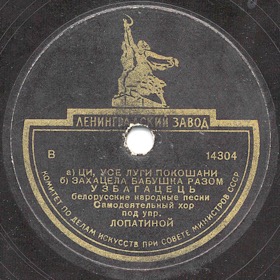 ЛЕНИНГРАДСКИЙ ЗАВОД
В 14304
а) ЦИ, УСЕ ЛУГИ ПОКОШАНИ
б) ЗАХАЦЕЛА БАБУШКА РАЗОМ
УЗБАГАЦЕЦЬ
белорусские народные песни
Самодеятельный хор
под упр.
ЛОПАТИНОЙ
КОМИТЕТ ПО ДЕЛАМ ИСКУССТВ ПРИ СОВЕТЕ МИНИСТРОВ СССР